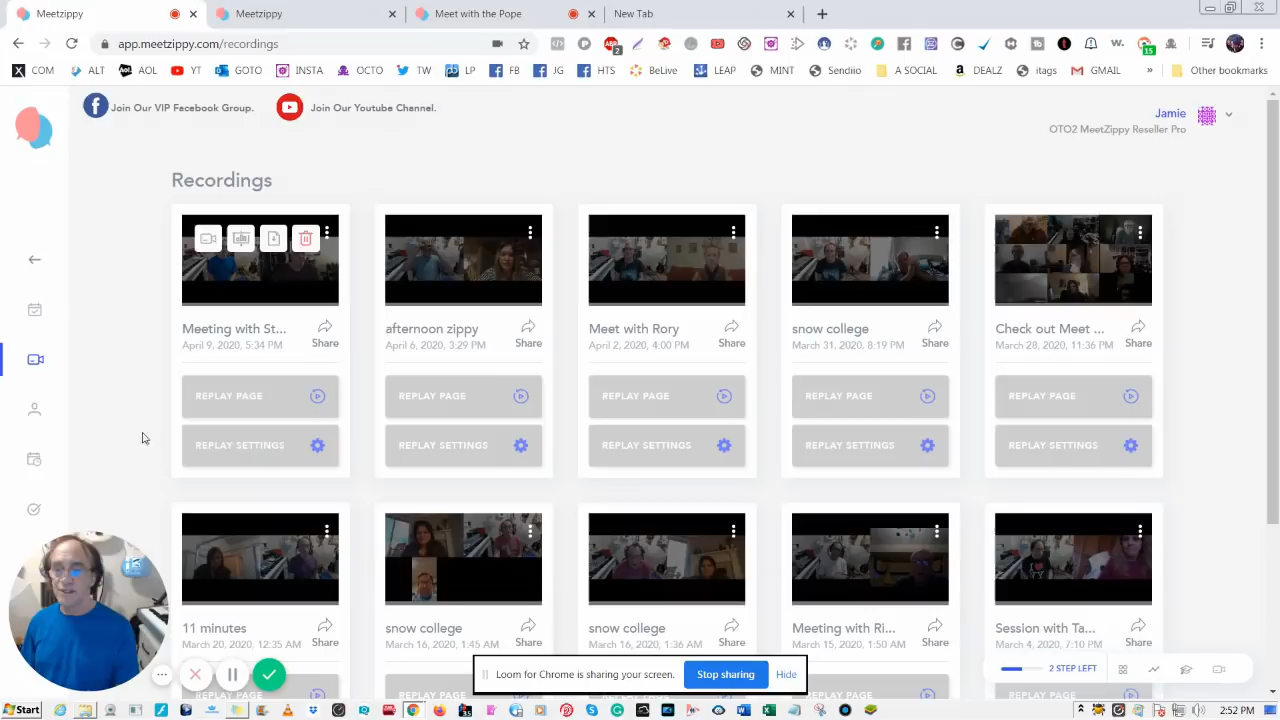 Meetzippy
Meetzippy
Meet with the Pope
New Tab
app.meetzippy.com/recordings
COM
ALT
AOL
YT
GOTO
INSTA
OCTO
TW
LP
FB
JG
HTS
BeLive
LEAP
MINT
Sendiio
A SOCIAL
DEALZ
itags
GMAIL
»
Other bookmarks
Join Our VIP Facebook Group.
Join Our Youtube Channel.
Jamie
OTO2 MeetZippy Reseller Pro
Recordings
Meeting with St...
April 9, 2020, 5:34 PM
Share
REPLAY PAGE
REPLAY SETTINGS
afternoon zippy
April 6, 2020, 3:29 PM
Share
REPLAY PAGE
REPLAY SETTINGS
Meet with Rory
April 2, 2020, 4:00 PM
Share
REPLAY PAGE
REPLAY SETTINGS
snow college
March 31, 2020, 8:19 PM
Share
REPLAY PAGE
REPLAY SETTINGS
Check out Meet ...
March 28, 2020, 11:36 PM
Share
REPLAY PAGE
REPLAY SETTINGS
11 minutes
March 20, 2020, 12:35 AM
Share
snow college
March 16, 2020, 1:45 AM
Share
snow college
March 16, 2020, 1:36 AM
Share
Meeting with Ri...
March 15, 2020, 1:50 AM
Share
Session with Ta...
March 4, 2020, 7:10 PM
Share
2 STEP LEFT
Loom for Chrome is sharing your screen.
Stop sharing
Hide
Start
2:52 PM